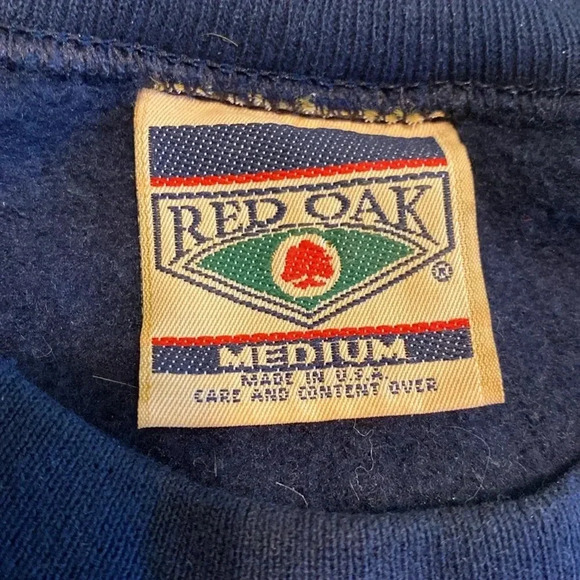 RED OAK
®
MEDIUM
MADE IN U.S.A.
CARE AND CONTENT OVER